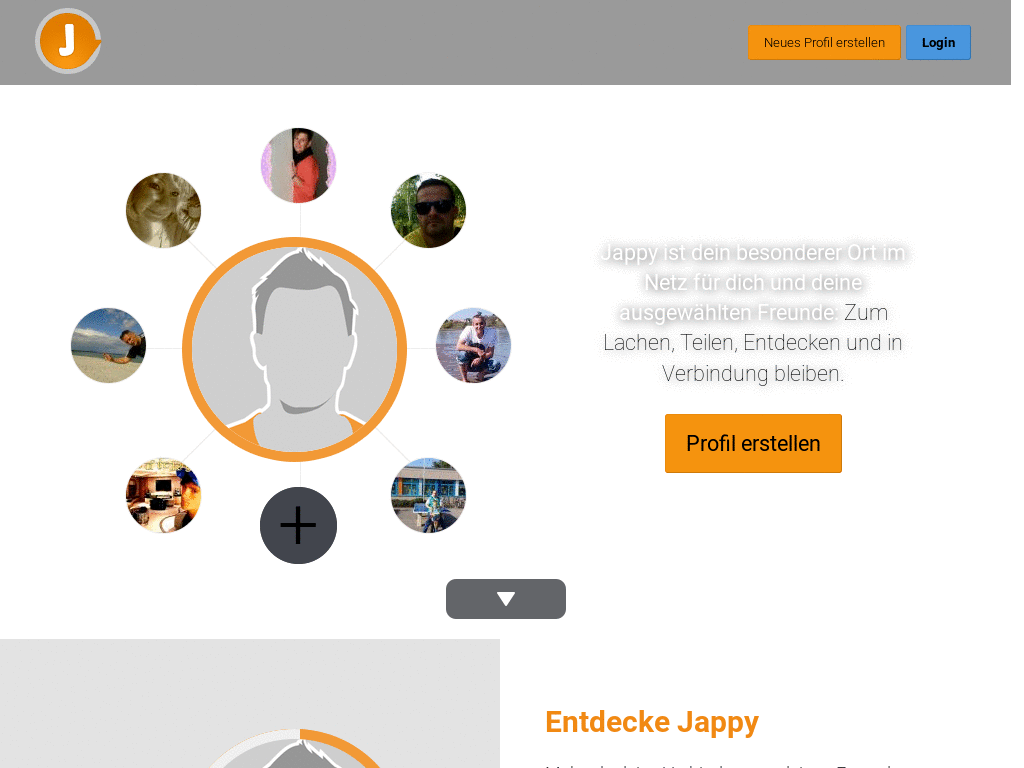 J
Neues Profil erstellen
Login
Jappy ist dein besonderer Ort im
Netz für dich und deine
ausgewählten Freunde: Zum
Lachen, Teilen, Entdecken und in
Verbindung bleiben.
Profil erstellen
Entdecke Jappy